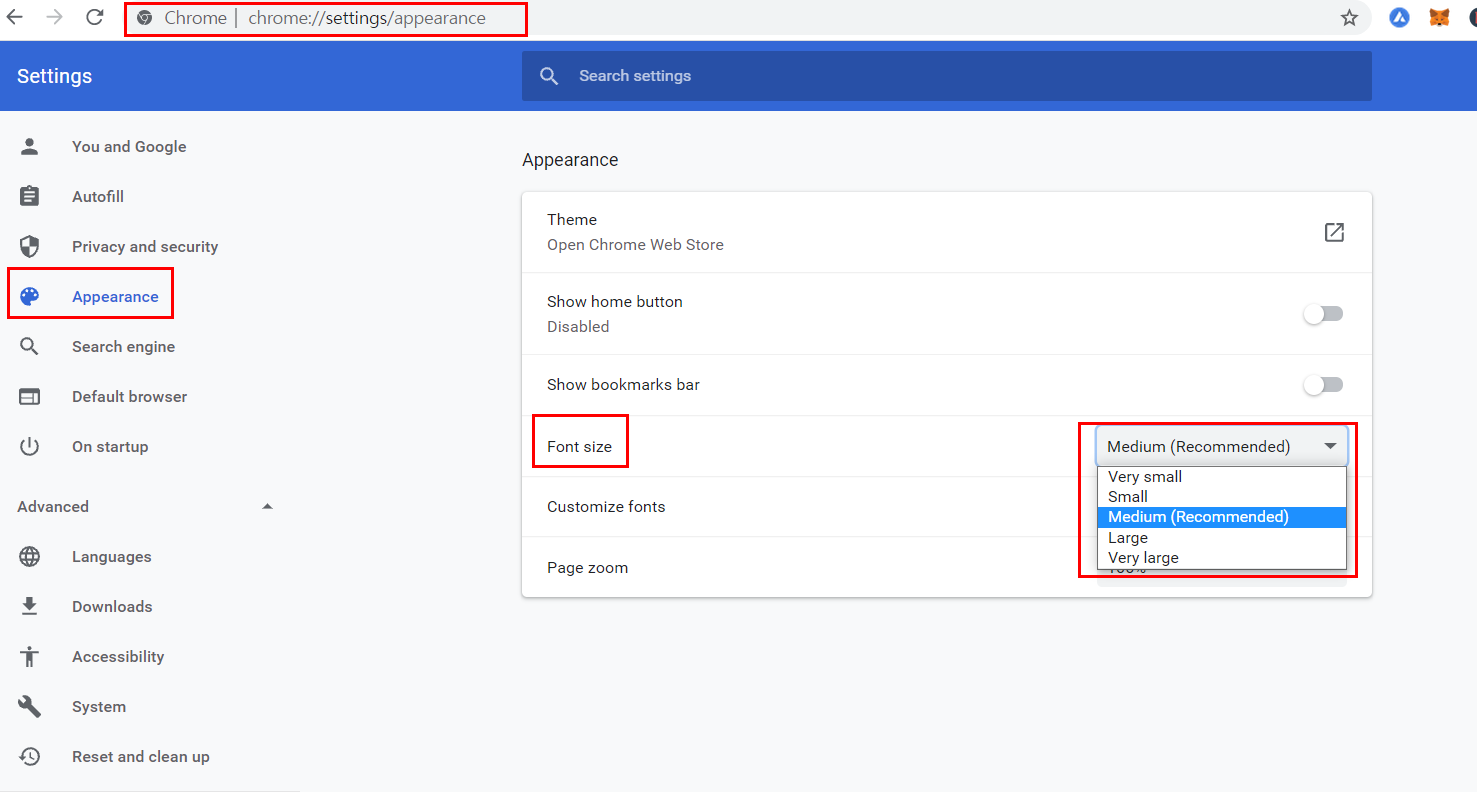 Chrome | chrome://settings/appearance
Settings
Search settings
You and Google
Autofill
Privacy and security
Appearance
Search engine
Default browser
On startup
Advanced
Languages
Downloads
Accessibility
System
Reset and clean up
Appearance
Theme
Open Chrome Web Store
Show home button
Disabled
Show bookmarks bar
Font size
Medium (Recommended)
Very small
Small
Medium (Recommended)
Large
Very large
Customize fonts
Page zoom